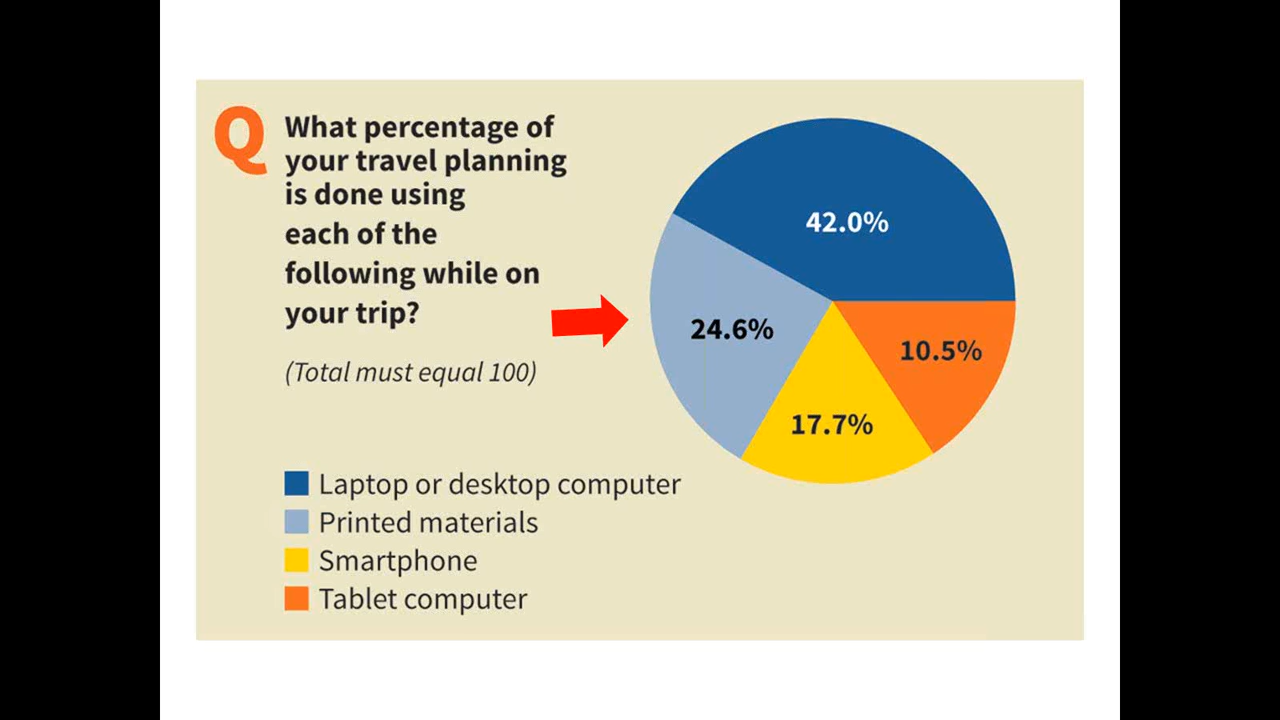 Q
What percentage of
your travel planning
is done using
each of the
following while on
your trip?
(Total must equal 100)
42.0%
24.6%
10.5%
17.7%
Laptop or desktop computer
Printed materials
Smartphone
Tablet computer